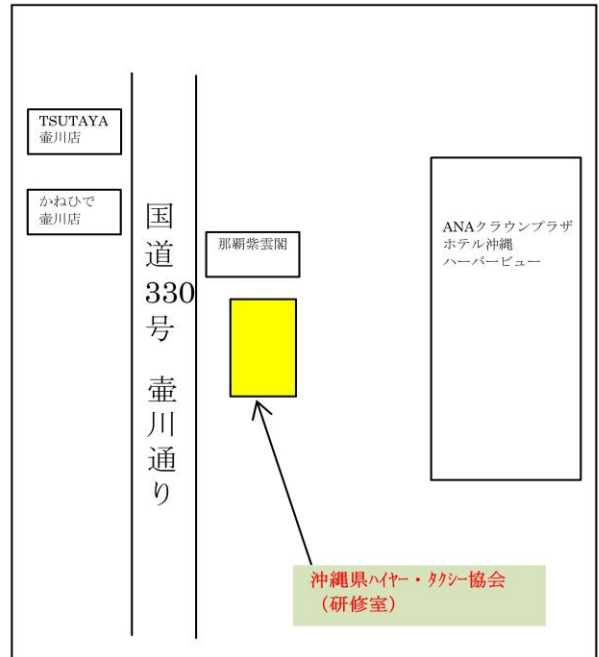 TSUTAYA
壷川店
かねひで
壷川店
国道330号 壷川通り
那覇紫雲閣
ANAクラウンプラザ
ホテル沖縄
ハーバービュー
沖縄県ﾊｲﾔｰ・ﾀｸｼｰ協会
（研修室）